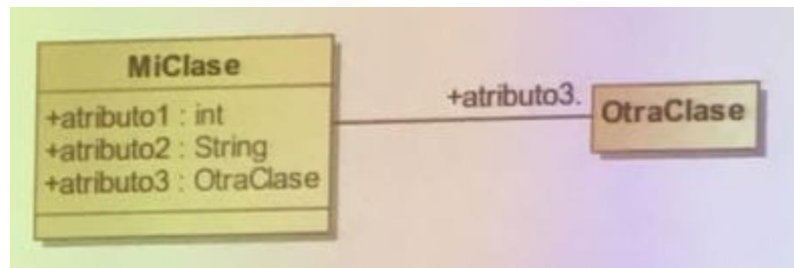 MiClase
+atributo1 : int
+atributo2 : String
+atributo3 : OtraClase
+atributo3.
OtraClase